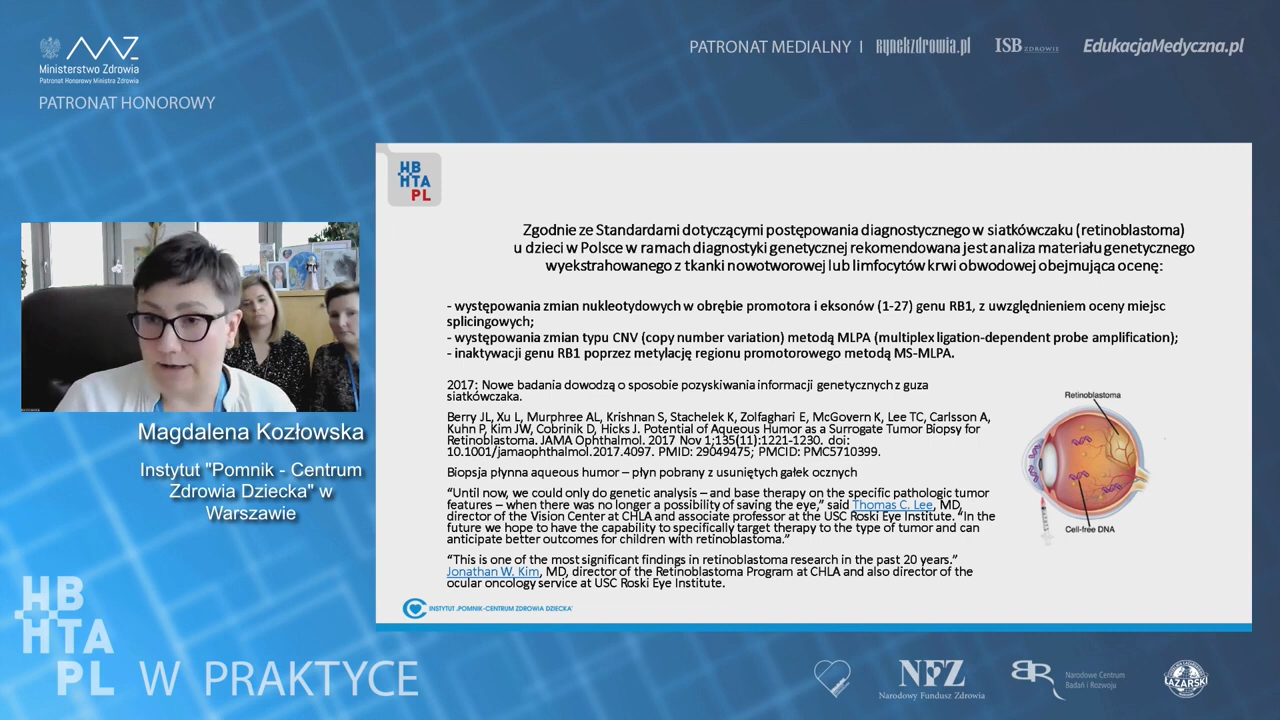 Ministerstwo Zdrowia
Patronat Honorowy Ministra Zdrowia
PATRONAT HONOROWY
PATRONAT MEDIALNY I rynekzdrowia.pl ISB ZDROWIE EdukacjaMedyczna.pl
HB
HTA
PL
Zgodnie ze Standardami dotyczącymi postępowania diagnostycznego w siatkówczaku (retinoblastoma)
u dzieci w Polsce w ramach diagnostyki genetycznej rekomendowana jest analiza materiału genetycznego
wyekstrahowanego z tkanki nowotworowej lub limfocytów krwi obwodowej obejmująca ocenę:
- występowania zmian nukleotydowych w obrębie promotora i eksonów (1-27) genu RB1, z uwzględnieniem oceny miejsc
splicingowych;
- występowania zmian typu CNV (copy number variation) metodą MLPA (multiplex ligation-dependent probe amplification);
- inaktywacji genu RB1 poprzez metylację regionu promotorowego metodą MS-MLPA.
2017: Nowe badania dowodzą o sposobie pozyskiwania informacji genetycznych z guza
siatkówczaka.
Berry JL, Xu L, Murphree AL, Krishnan S, Stachelek K, Zolfaghari E, McGovern K, Lee TC, Carlsson A,
Kuhn P, Kim JW, Cobrinik D, Hicks J. Potential of Aqueous Humor as a Surrogate Tumor Biopsy for
Retinoblastoma. JAMA Ophthalmol. 2017 Nov 1;135(11):1221-1230. doi:
10.1001/jamaophthalmol.2017.4097. PMID: 29049475; PMCID: PMC5710399.
Biopsja płynna aqueous humor – płyn pobrany z usuniętych gałek ocznych
“Until now, we could only do genetic analysis – and base therapy on the specific pathologic tumor
features – when there was no longer a possibility of saving the eye,” said Thomas C. Lee, MD,
director of the Vision Center at CHLA and associate professor at the USC Roski Eye Institute. “In the
future we hope to have the capability to specifically target therapy to the type of tumor and can
anticipate better outcomes for children with retinoblastoma.”
“This is one of the most significant findings in retinoblastoma research in the past 20 years.”
Jonathan W. Kim, MD, director of the Retinoblastoma Program at CHLA and also director of the
ocular oncology service at USC Roski Eye Institute.
Retinoblastoma
Cell-free DNA
INSTYTUT „POMNIK-CENTRUM ZDROWIA DZIECKA”
Magdalena Kozłowska
Instytut "Pomnik - Centrum
Zdrowia Dziecka" w
Warszawie
HB
HTA
PL W PRAKTYCE
NFZ
Narodowy Fundusz Zdrowia
Narodowe Centrum
Badań i Rozwoju
ŁAZARSKI